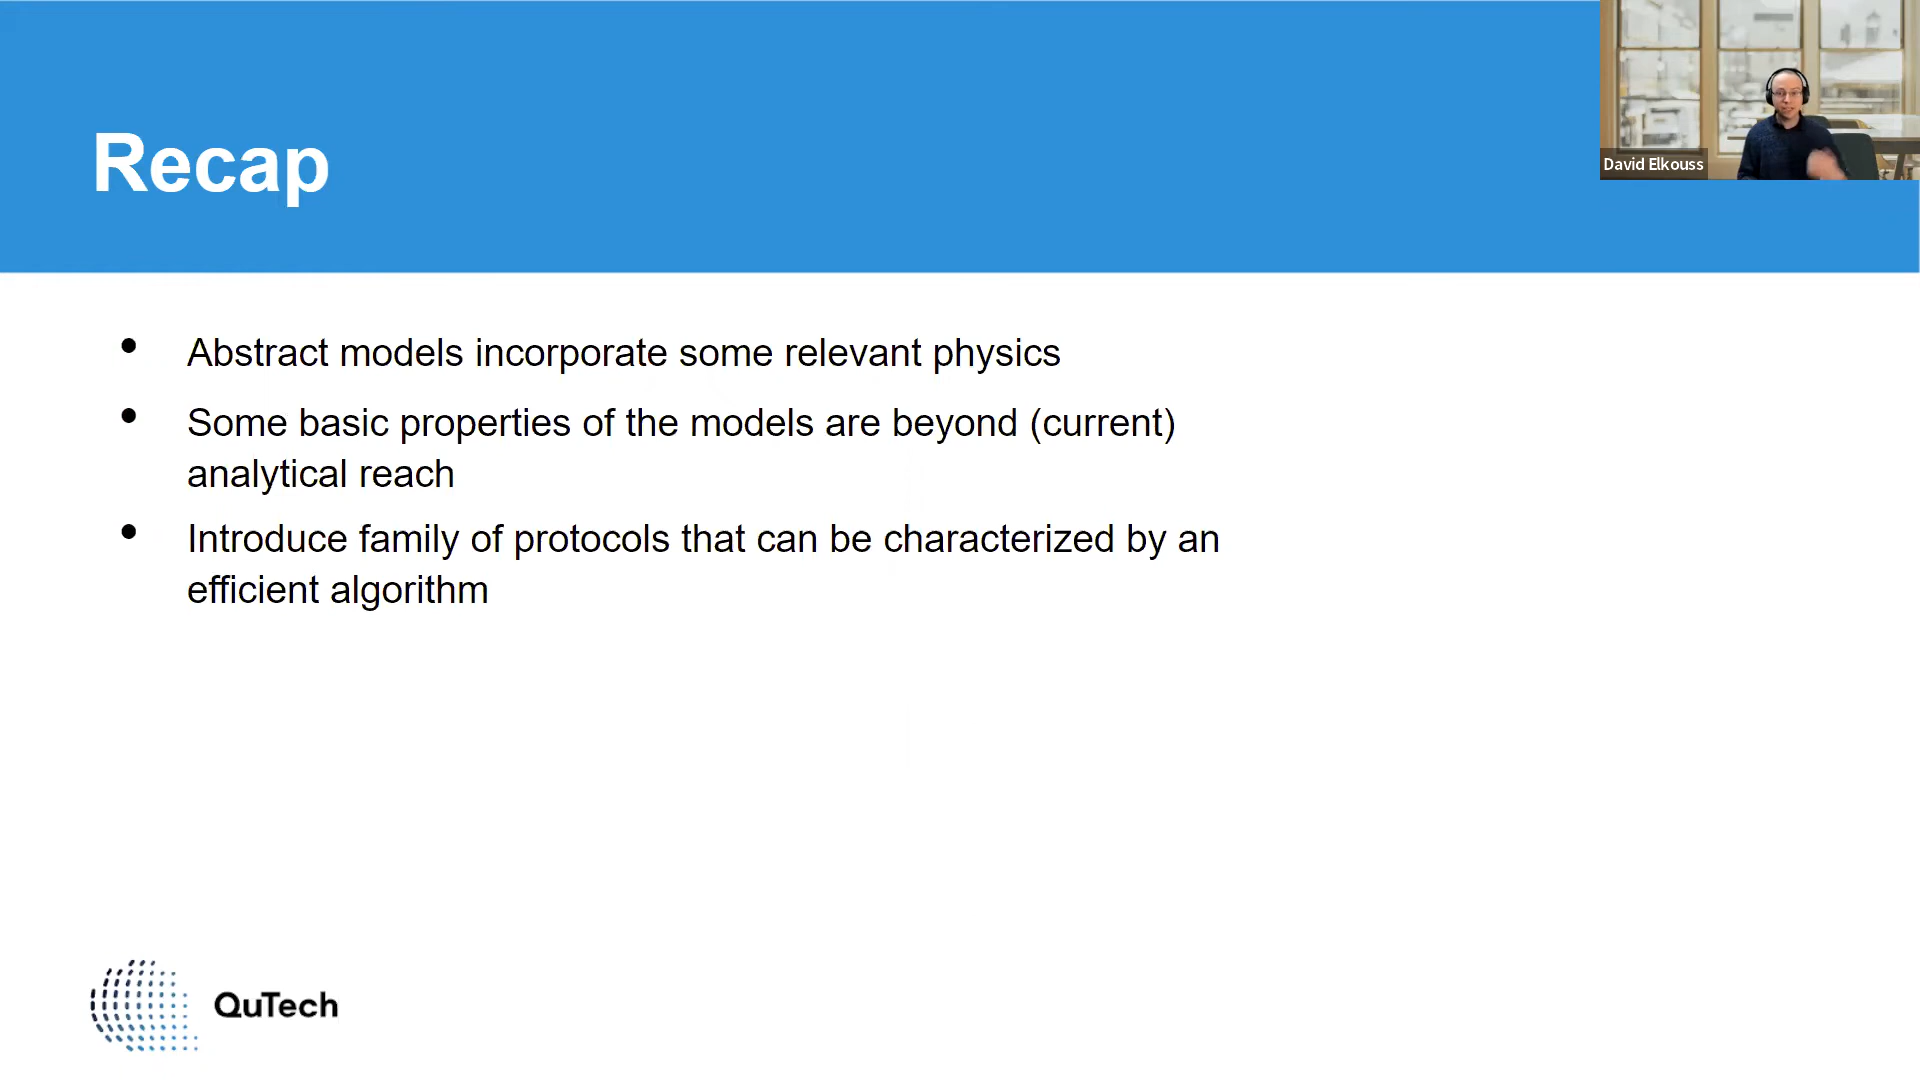 Recap
David Elkouss
• Abstract models incorporate some relevant physics
• Some basic properties of the models are beyond (current)
analytical reach
• Introduce family of protocols that can be characterized by an
efficient algorithm
QuTech